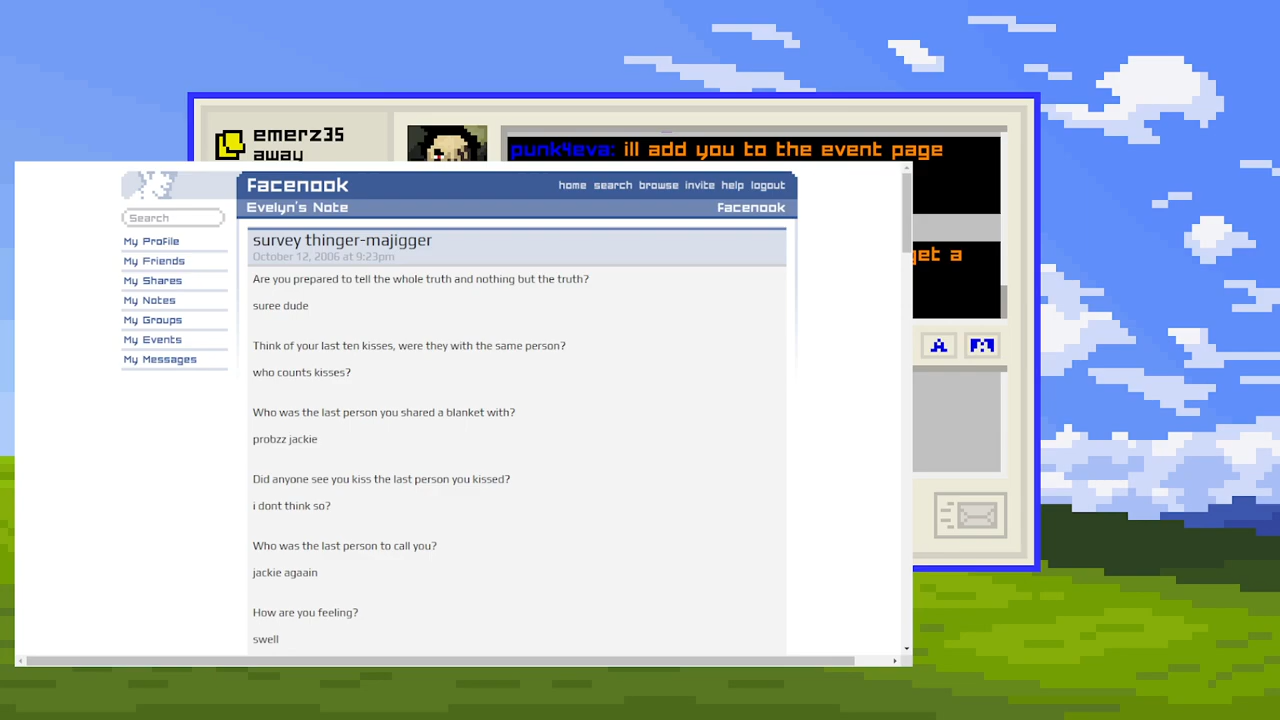 emerz35
away
punk4eva: ill add you to the event page
get a
Facenook
home search browse invite help logout
Evelyn's Note
Facenook
Search
My Profile
My Friends
My Shares
My Notes
My Groups
My Events
My Messages
survey thinger-majigger
October 12, 2006 at 9:23pm
Are you prepared to tell the whole truth and nothing but the truth?
suree dude
Think of your last ten kisses, were they with the same person?
who counts kisses?
Who was the last person you shared a blanket with?
probzz jackie
Did anyone see you kiss the last person you kissed?
i dont think so?
Who was the last person to call you?
jackie agaain
How are you feeling?
swell